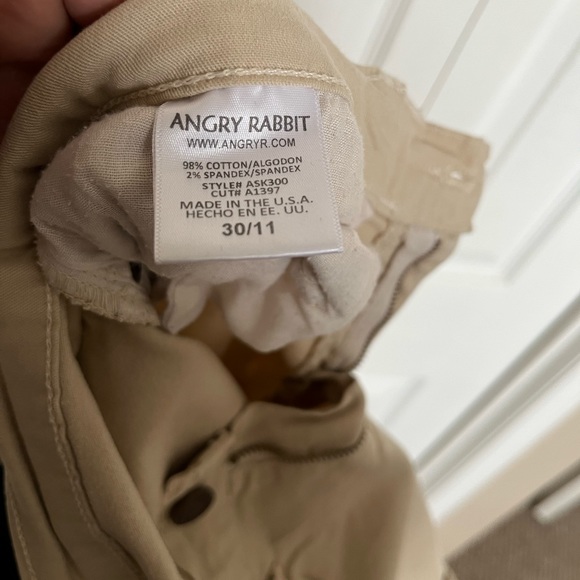 ANGRY RABBIT
WWW.ANGRYR.COM
98% COTTON/ALGODON
2% SPANDEX/SPANDEX
STYLE# ASK300
CUT# A1397
MADE IN THE U.S.A.
HECHO EN EE. UU.
30/11